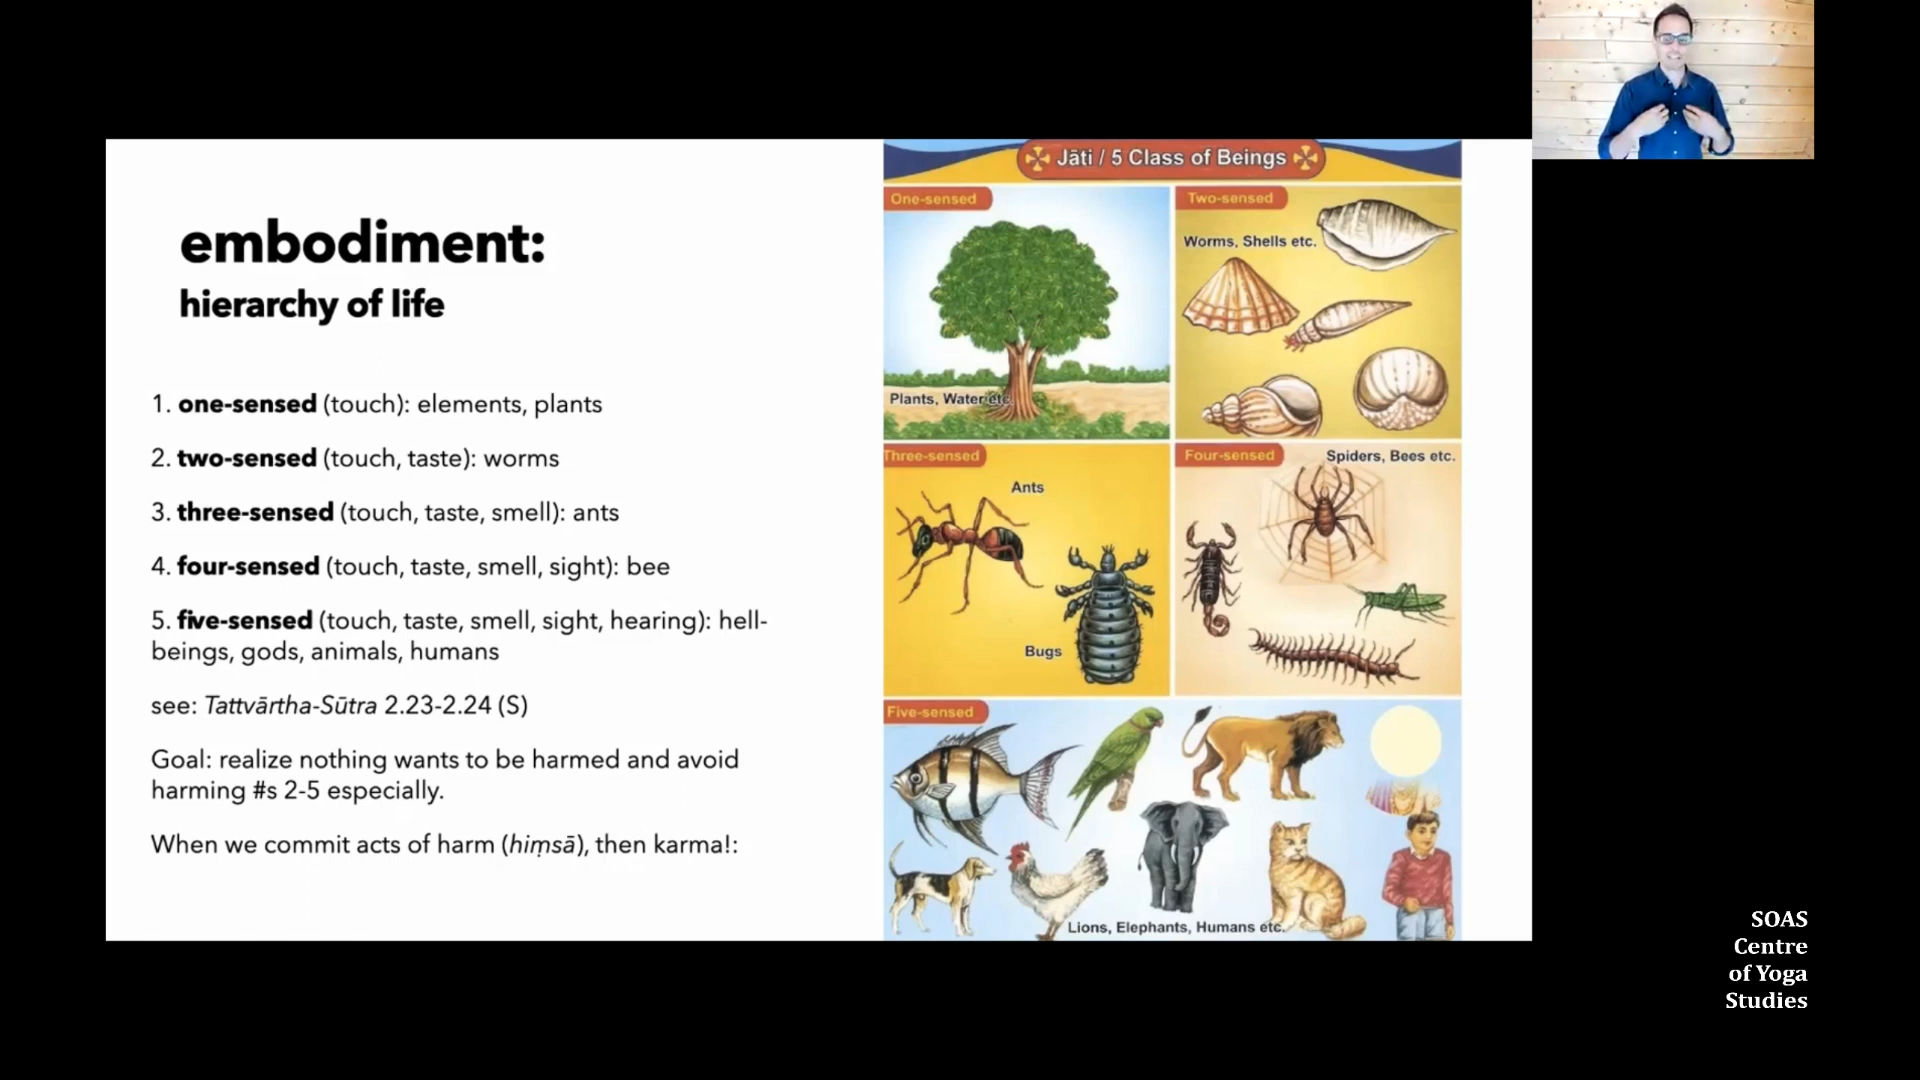 embodiment:
hierarchy of life
1. one-sensed (touch): elements, plants
2. two-sensed (touch, taste): worms
3. three-sensed (touch, taste, smell): ants
4. four-sensed (touch, taste, smell, sight): bee
5. five-sensed (touch, taste, smell, sight, hearing): hell-
beings, gods, animals, humans
see: Tattvārtha-Sūtra 2.23-2.24 (S)
Goal: realize nothing wants to be harmed and avoid
harming #s 2-5 especially.
When we commit acts of harm (hiṃsā), then karma!:
Jāti / 5 Class of Beings
One-sensed
Plants, Water etc.
Two-sensed
Worms, Shells etc.
Three-sensed
Ants
Bugs
Four-sensed
Spiders, Bees etc.
Five-sensed
Lions, Elephants, Humans etc.
SOAS
Centre
of Yoga
Studies